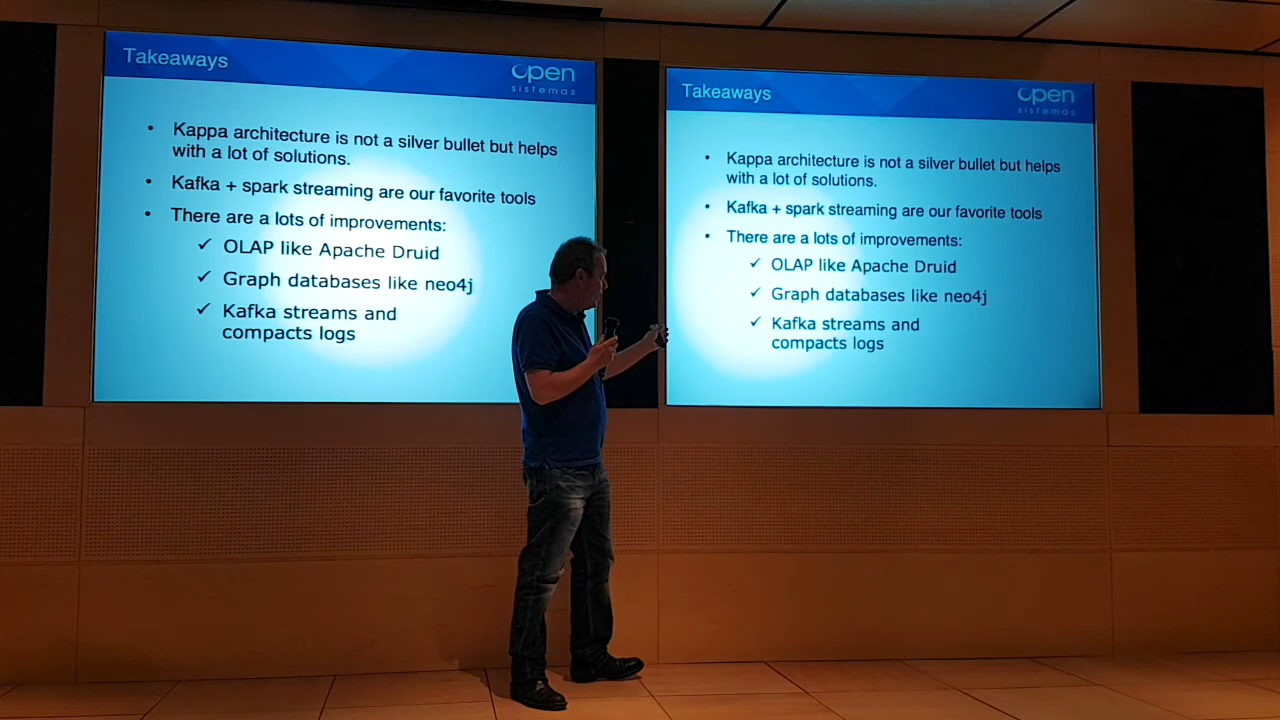 Takeaways
Open
sistemas
• Kappa architecture is not a silver bullet but helps
with a lot of solutions.
• Kafka + spark streaming are our favorite tools
• There are a lots of improvements:
✓ OLAP like Apache Druid
✓ Graph databases like neo4j
✓ Kafka streams and
compacts logs
Takeaways
Open
sistemas
• Kappa architecture is not a silver bullet but helps
with a lot of solutions.
• Kafka + spark streaming are our favorite tools
• There are a lots of improvements:
✓ OLAP like Apache Druid
✓ Graph databases like neo4j
✓ Kafka streams and
compacts logs